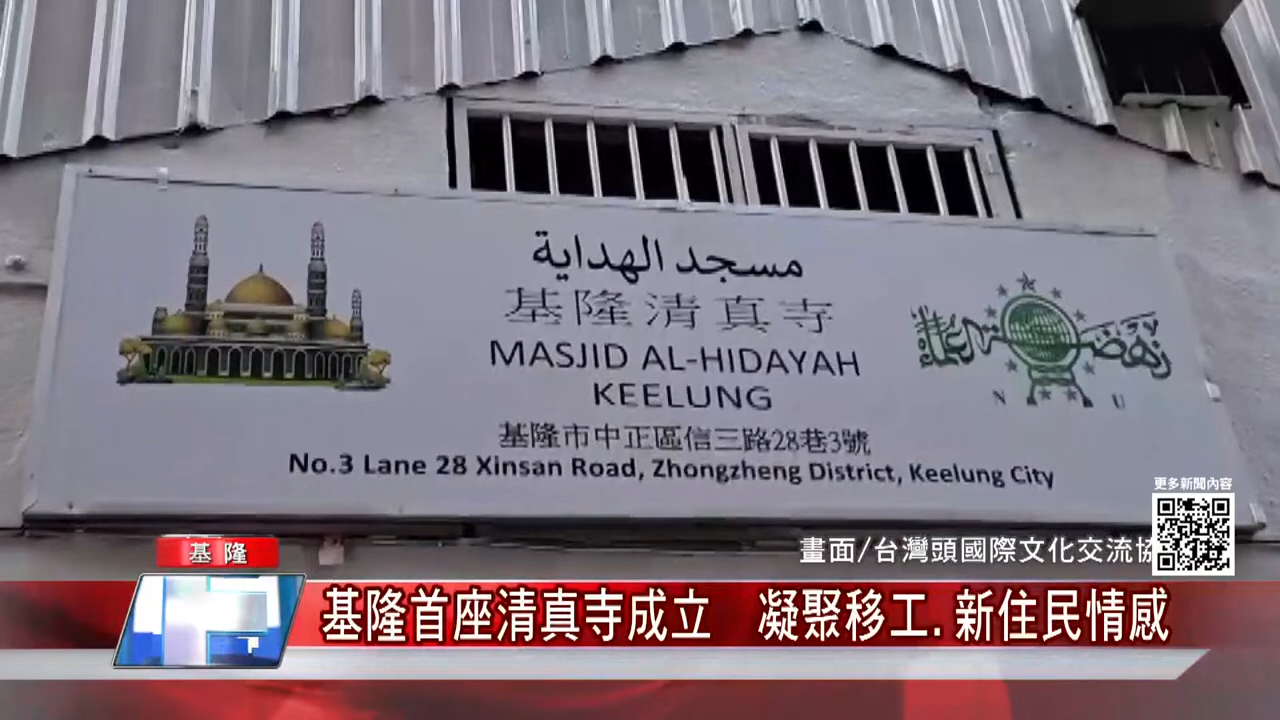 مسجد الهداية
基隆清真寺
MASJID AL-HIDAYAH
KEELUNG
نهضة العلماء
N U
基隆市中正區信三路28巷3號
No.3 Lane 28 Xinsan Road, Zhongzheng District, Keelung City
更多新聞內容
畫面/台灣頭國際文化交流協
基隆
基隆首座清真寺成立 凝聚移工.新住民情感